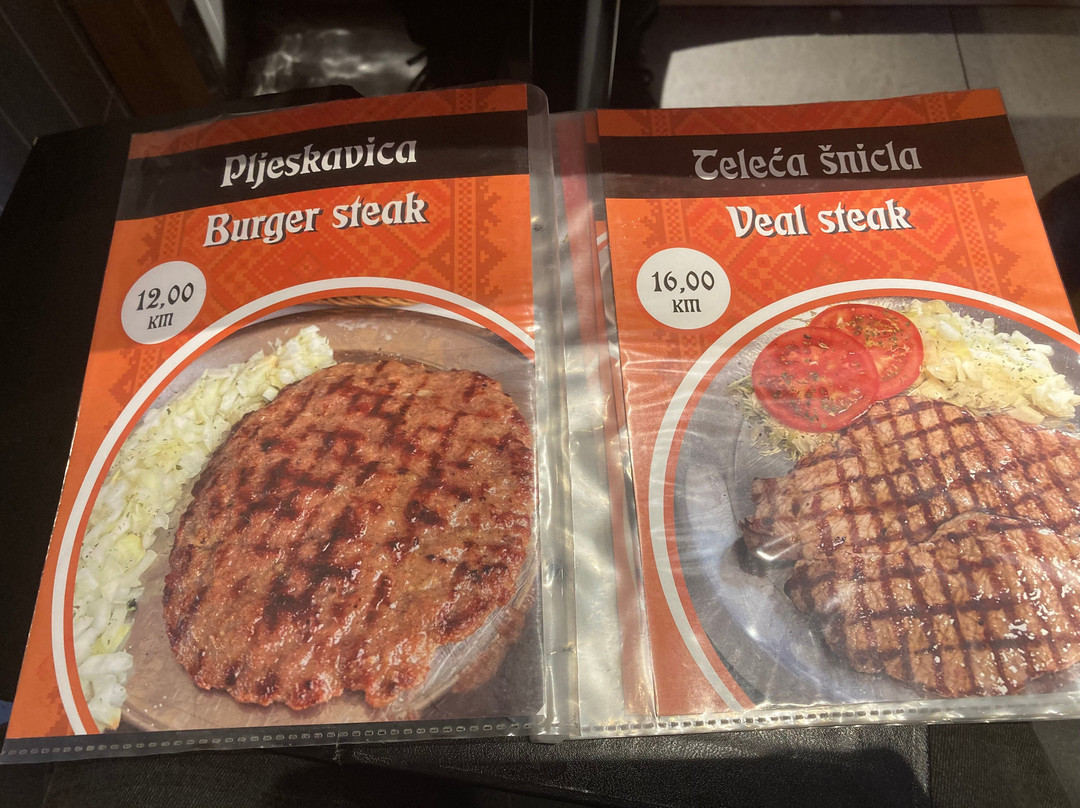 Pljeskavica
Burger steak
12,00
KM
Teleća šnicla
Veal steak
16,00
KM